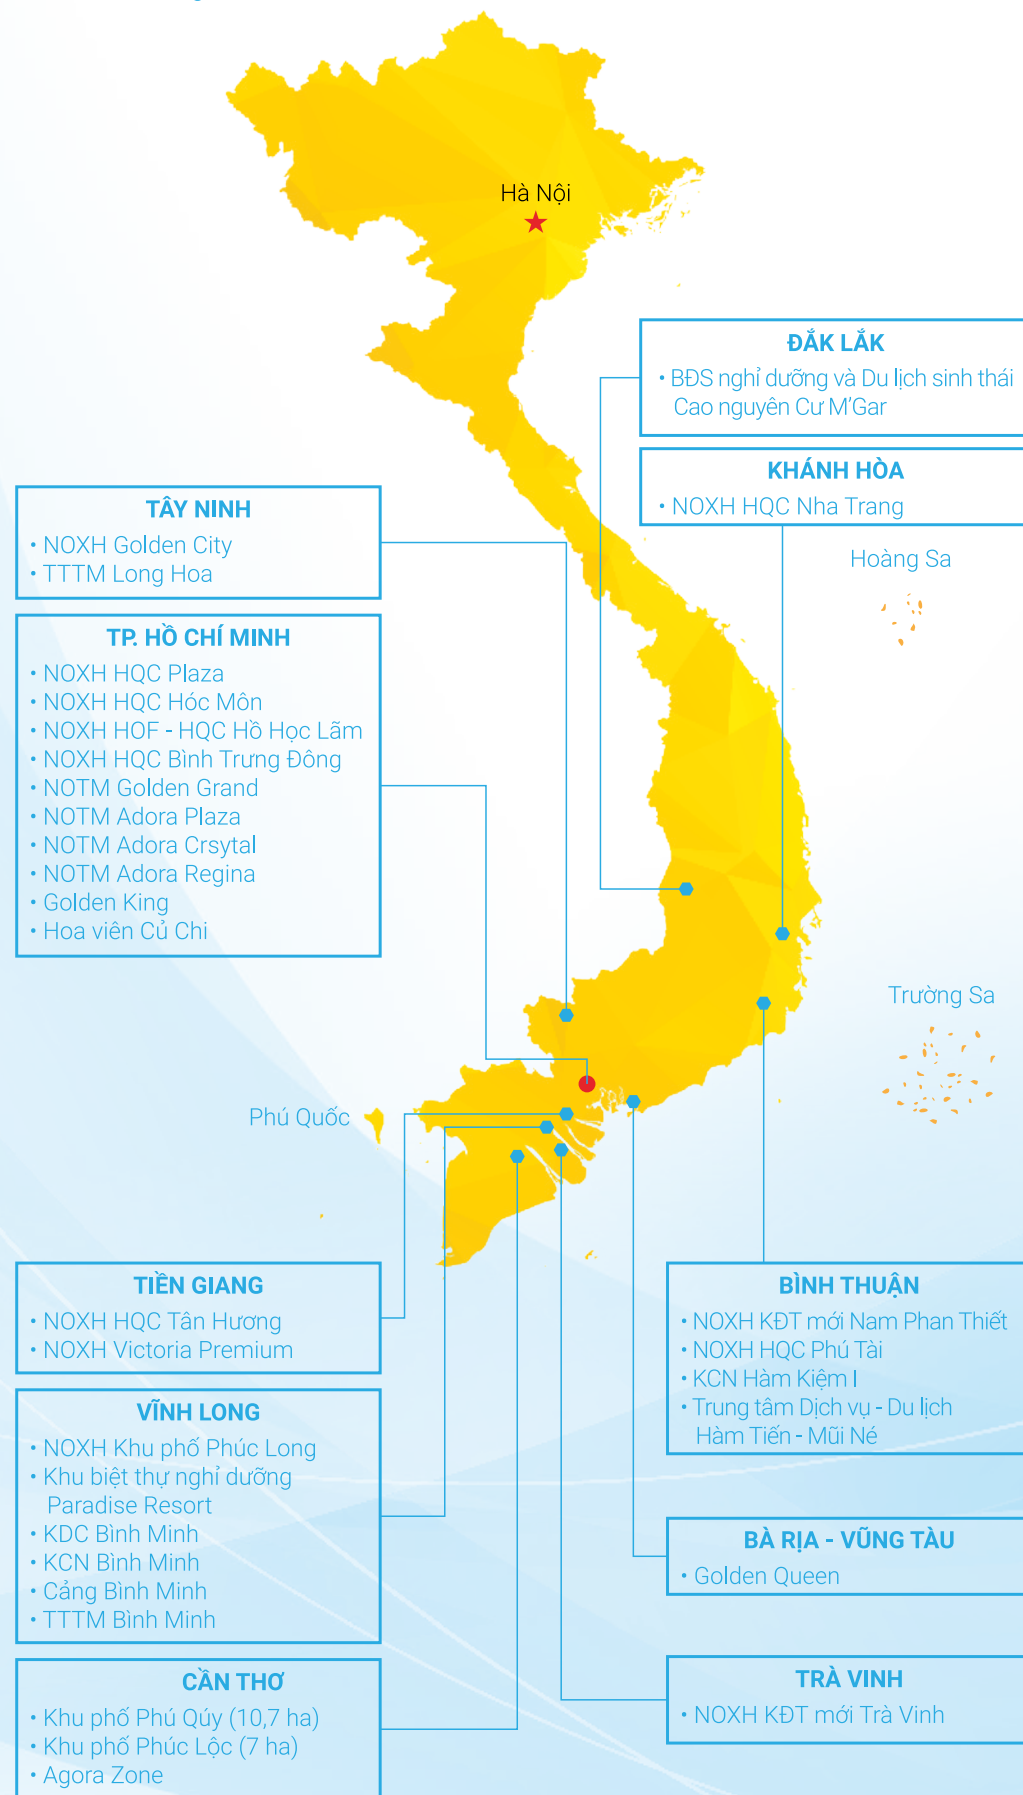 Hà Nội
ĐẮK LẮK
• BĐS nghỉ dưỡng và Du lịch sinh thái
Cao nguyên Cư M'Gar
KHÁNH HÒA
• NOXH HQC Nha Trang
Hoàng Sa
TÂY NINH
• NOXH Golden City
• TTTM Long Hoa
TP. HỒ CHÍ MINH
• NOXH HQC Plaza
• NOXH HQC Hóc Môn
• NOXH HOF - HQC Hồ Học Lãm
• NOXH HQC Bình Trưng Đông
• NOTM Golden Grand
• NOTM Adora Plaza
• NOTM Adora Crsytal
• NOTM Adora Regina
• Golden King
• Hoa viên Củ Chi
Trường Sa
Phú Quốc
TIỀN GIANG
• NOXH HQC Tân Hương
• NOXH Victoria Premium
VĨNH LONG
• NOXH Khu phố Phúc Long
• Khu biệt thự nghỉ dưỡng
Paradise Resort
• KDC Bình Minh
• KCN Bình Minh
• Cảng Bình Minh
• TTTM Bình Minh
CẦN THƠ
• Khu phố Phú Qúy (10,7 ha)
• Khu phố Phúc Lộc (7 ha)
• Agora Zone
BÌNH THUẬN
• NOXH KĐT mới Nam Phan Thiết
• NOXH HQC Phú Tài
• KCN Hàm Kiệm I
• Trung tâm Dịch vụ - Du lịch
Hàm Tiến - Mũi Né
BÀ RỊA - VŨNG TÀU
• Golden Queen
TRÀ VINH
• NOXH KĐT mới Trà Vinh